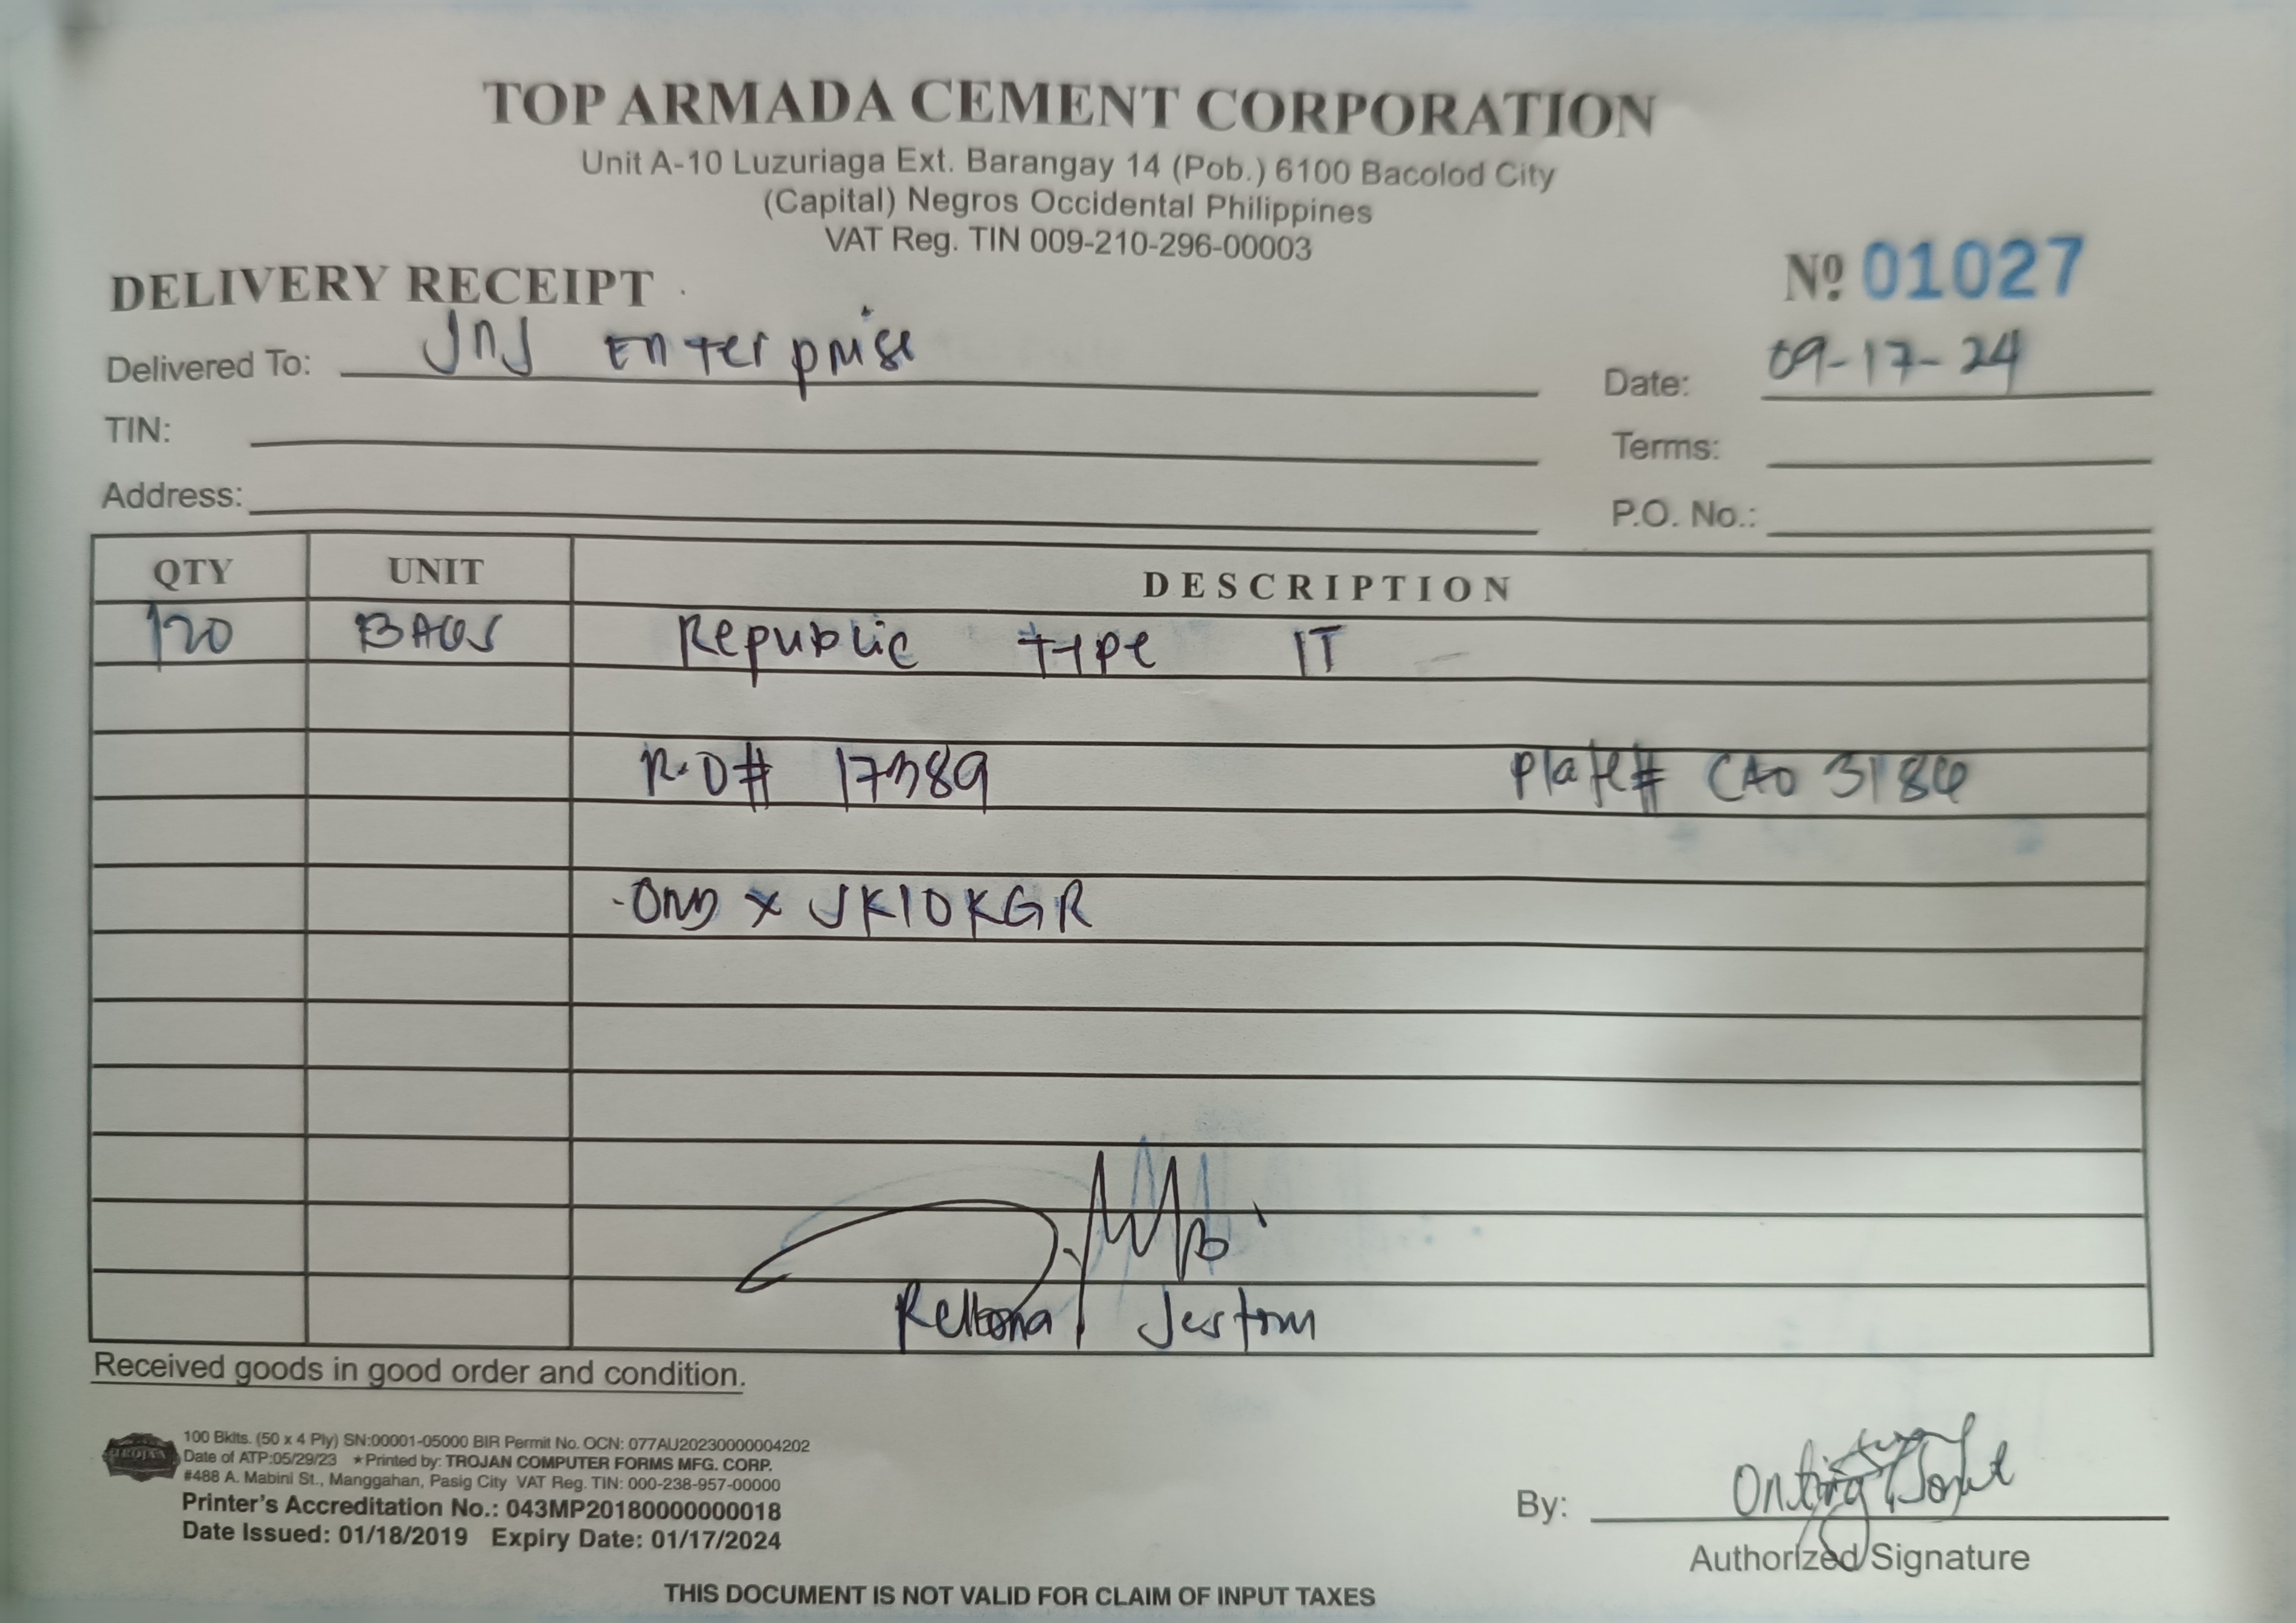 TOP ARMADA CEMENT CORPORATION
Unit A-10 Luzuriaga Ext. Barangay 14 (Pob.) 6100 Bacolod City
(Capital) Negros Occidental Philippines
VAT Reg. TIN 009-210-296-00003
DELIVERY RECEIPT
Nº 01027
Delivered To: JNJ Enterprise
Date: 09-17-24
TIN:
Terms:
Address:
P.O. No.:
QTY UNIT DESCRIPTION
120 BAGS Republic Type IT
R.O# 17389 Plate# CAO 3186
JK10KGR
Jestom
Received goods in good order and condition.
TROJAN
100 Bklts. (50 x 4 Ply) SN:00001-05000 BIR Permit No. OCN: 077AU20230000004202
Date of ATP:05/29/23 ★Printed by: TROJAN COMPUTER FORMS MFG. CORP.
#488 A. Mabini St., Manggahan, Pasig City VAT Reg. TIN: 000-238-957-00000
Printer's Accreditation No.: 043MP20180000000018
Date Issued: 01/18/2019 Expiry Date: 01/17/2024
By:
Authorized Signature
THIS DOCUMENT IS NOT VALID FOR CLAIM OF INPUT TAXES